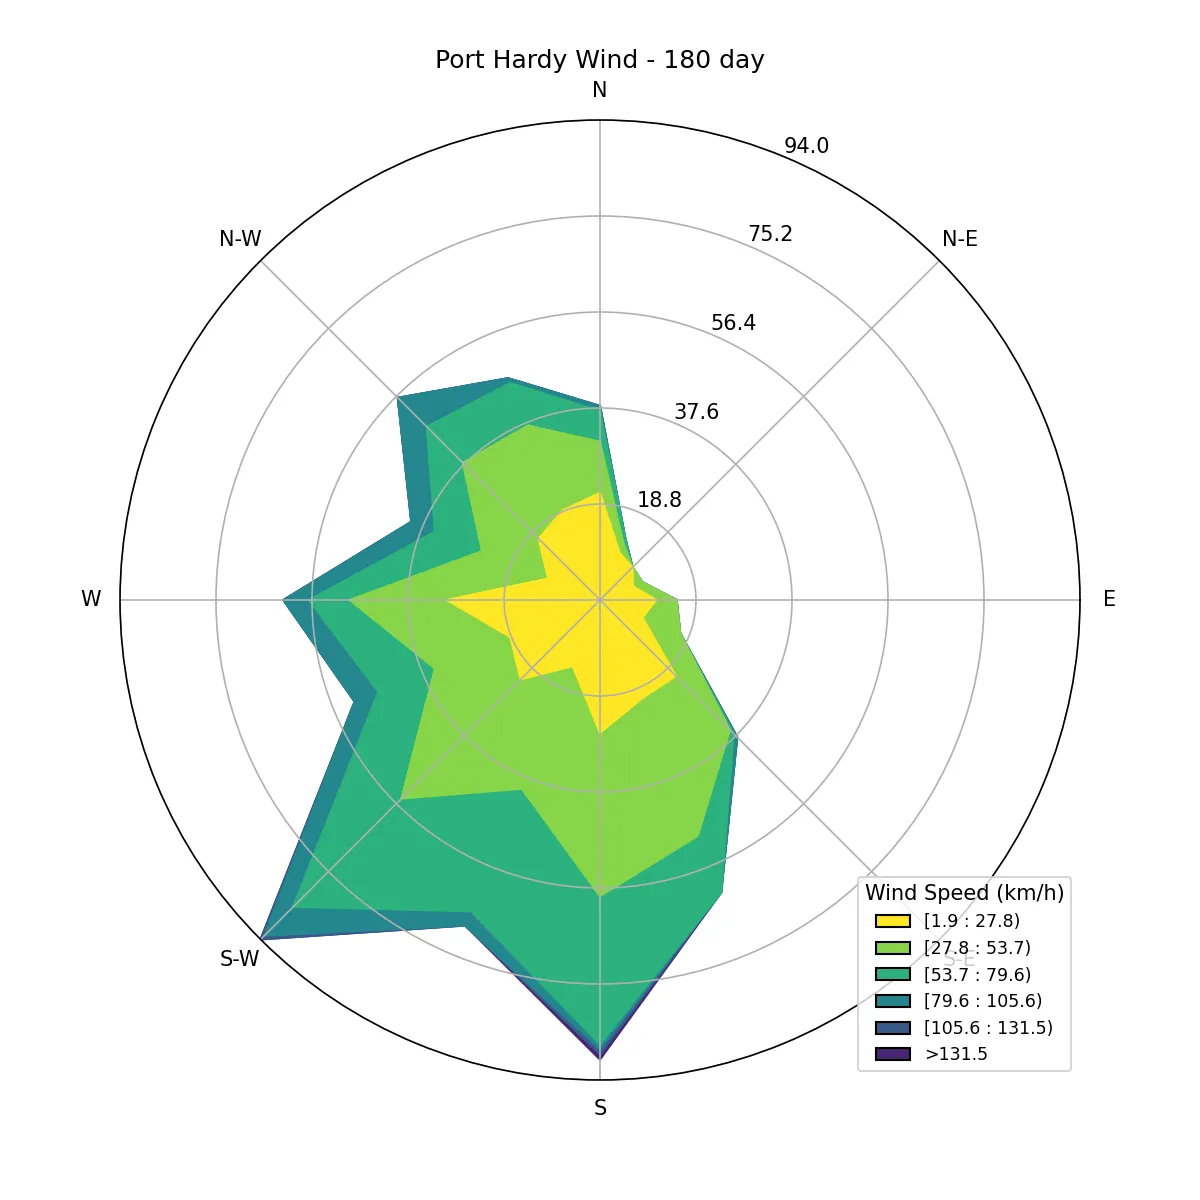 Port Hardy Wind - 180 day
N
94.0
75.2
N-W
N-E
56.4
37.6
18.8
W
E
Wind Speed (km/h)
[1.9 : 27.8)
[27.8 : 53.7)
S-W
S-E
[53.7 : 79.6)
[79.6 : 105.6)
[105.6 : 131.5)
>131.5
S